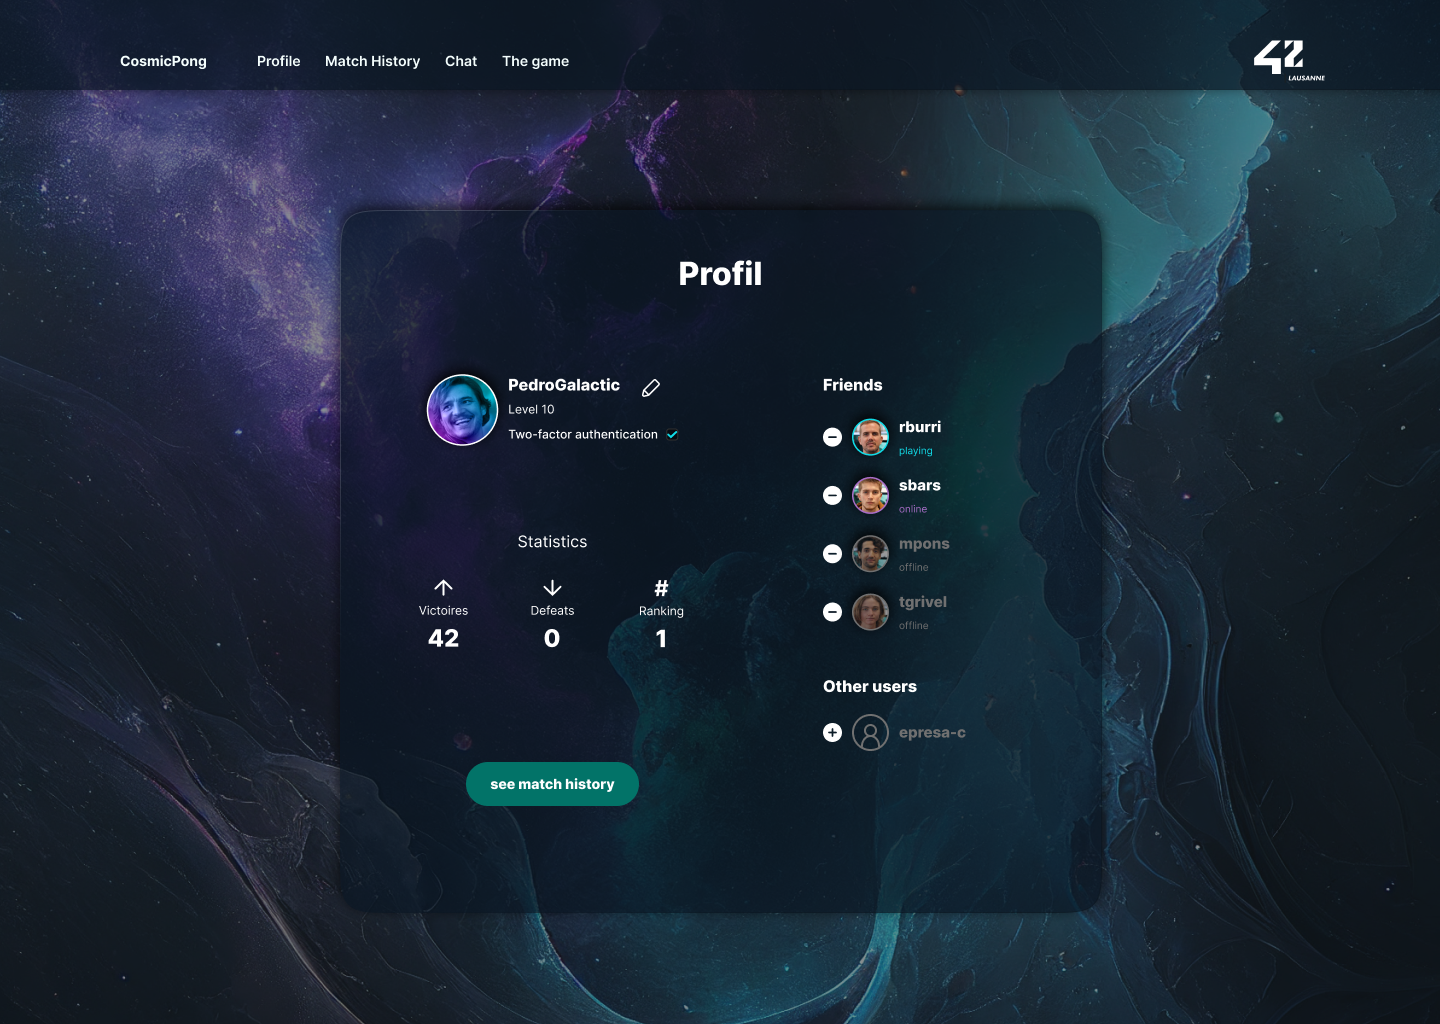 CosmicPong
Profile
Match History
Chat
The game
42
LAUSANNE
Profil
PedroGalactic
Level 10
Two-factor authentication
Statistics
Victoires
42
Defeats
0
#
Ranking
1
see match history
Friends
rburri
playing
sbars
online
mpons
offline
tgrivel
offline
Other users
epresa-c